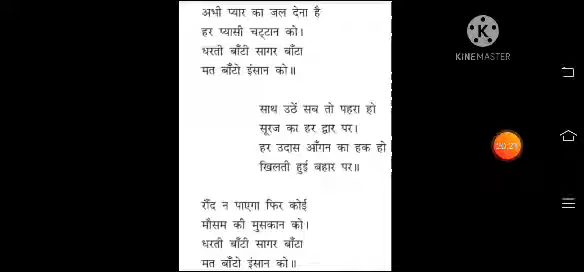 अभी प्यार का जल देना है
हर प्यासी चट्टान को।
धरती बाँटी सागर बाँटा
मत बाँटो इंसान को॥
साथ उठें सब तो पहरा हो
सूरज का हर द्वार पर।
हर उदास आँगन का हक हो
खिलती हुई बहार पर॥
रौंद न पाएगा फिर कोई
मौसम की मुसकान को।
धरती बाँटी सागर बाँटा
मत बाँटो इंसान को॥
K
KINEMASTER
20:21